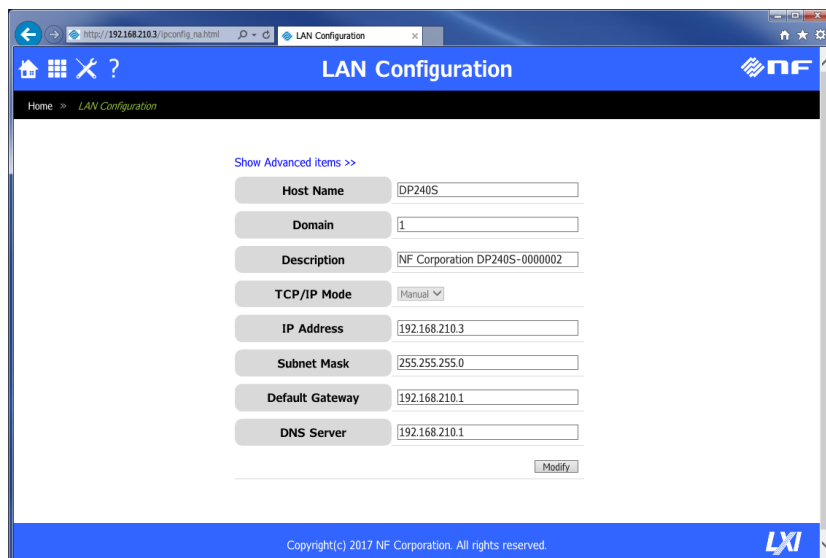 http://192.168.210.3/ipconfig_na.html
LAN Configuration
LAN Configuration
nF
Home » LAN Configuration
Show Advanced items >>
Host Name DP240S
Domain 1
Description NF Corporation DP240S-0000002
TCP/IP Mode Manual
IP Address 192.168.210.3
Subnet Mask 255.255.255.0
Default Gateway 192.168.210.1
DNS Server 192.168.210.1
Modify
Copyright(c) 2017 NF Corporation. All rights reserved.
LXI